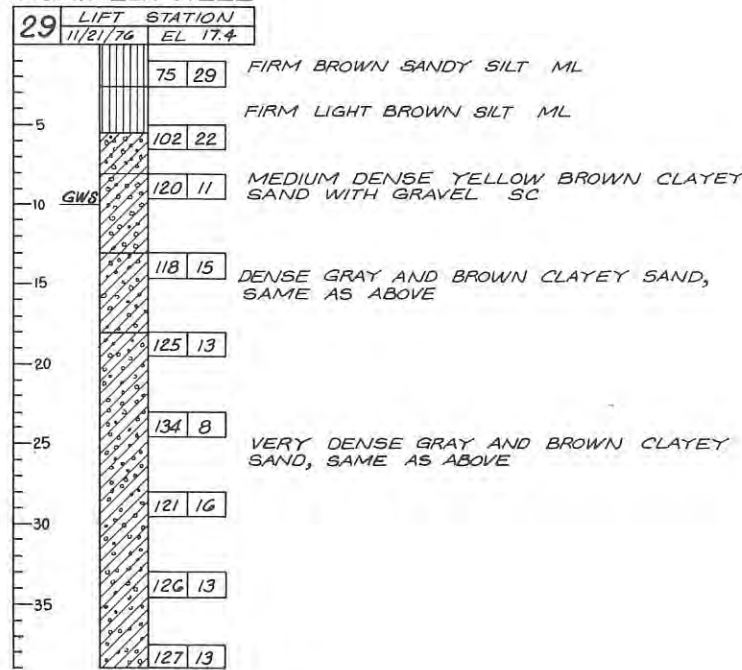 29
LIFT STATION
11/21/76 EL 17.4
75 29
FIRM BROWN SANDY SILT ML
FIRM LIGHT BROWN SILT ML
5
102 22
120 11
MEDIUM DENSE YELLOW BROWN CLAYEY
SAND WITH GRAVEL SC
GWS
10
118 15
DENSE GRAY AND BROWN CLAYEY SAND,
SAME AS ABOVE
15
125 13
20
134 8
VERY DENSE GRAY AND BROWN CLAYEY
SAND, SAME AS ABOVE
25
121 16
30
126 13
35
127 13